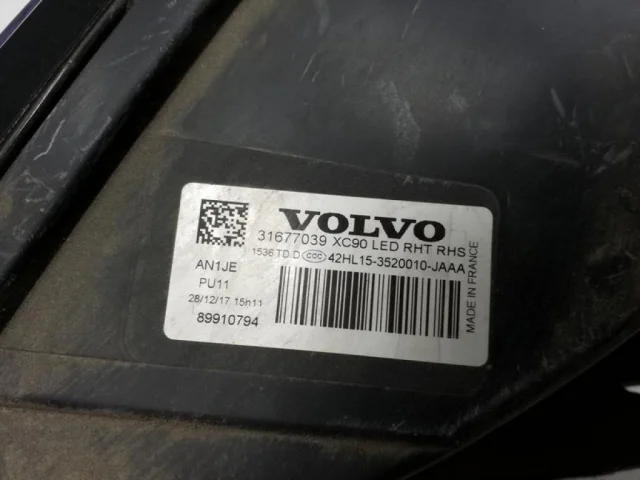 VOLVO
31677039 XC90 LED RHT RHS
1536 TD D CCC 42HL15-3520010-JAAA
AN1JE
PU11
28/12/17 15h11
89910794
MADE IN FRANCE